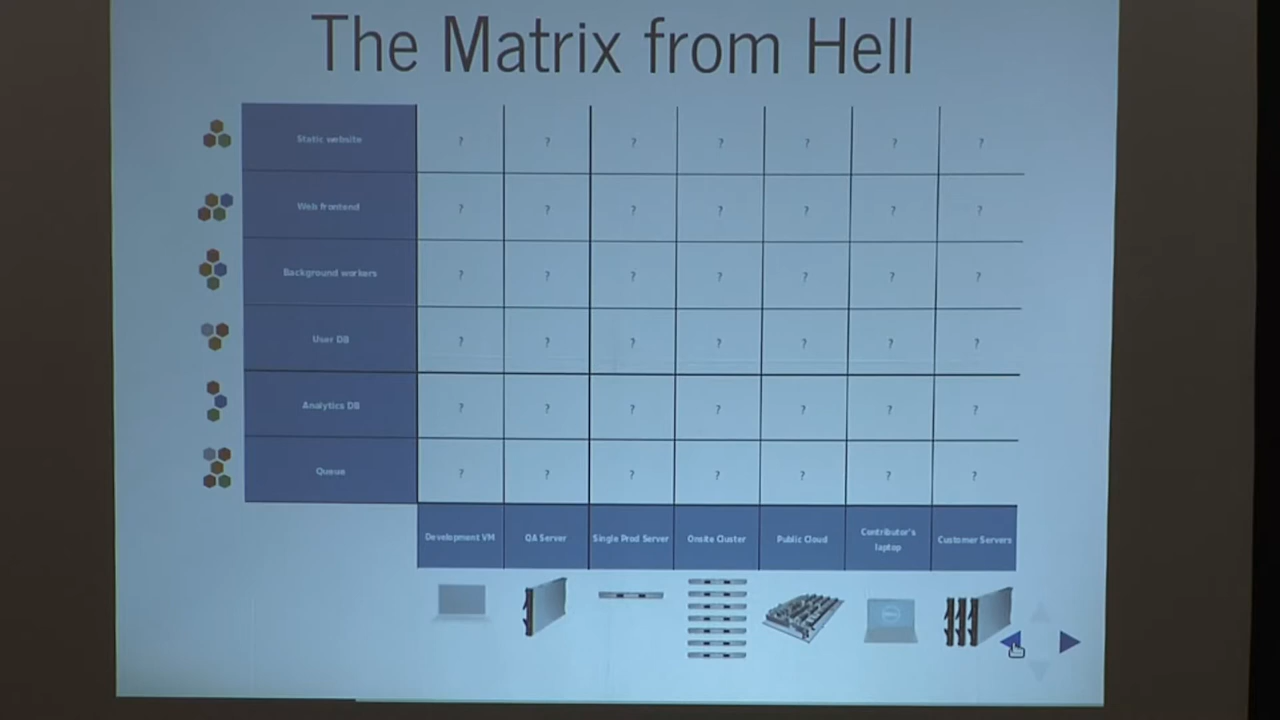 The Matrix from Hell
Static website ? ? ? ? ? ? ?
Web frontend ? ? ? ? ? ? ?
Background workers ? ? ? ? ? ? ?
User DB ? ? ? ? ? ? ?
Analytics DB ? ? ? ? ? ? ?
Queue ? ? ? ? ? ? ?
Development VM QA Server Single Prod Server Onsite Cluster Public Cloud Contributor's laptop Customer Servers